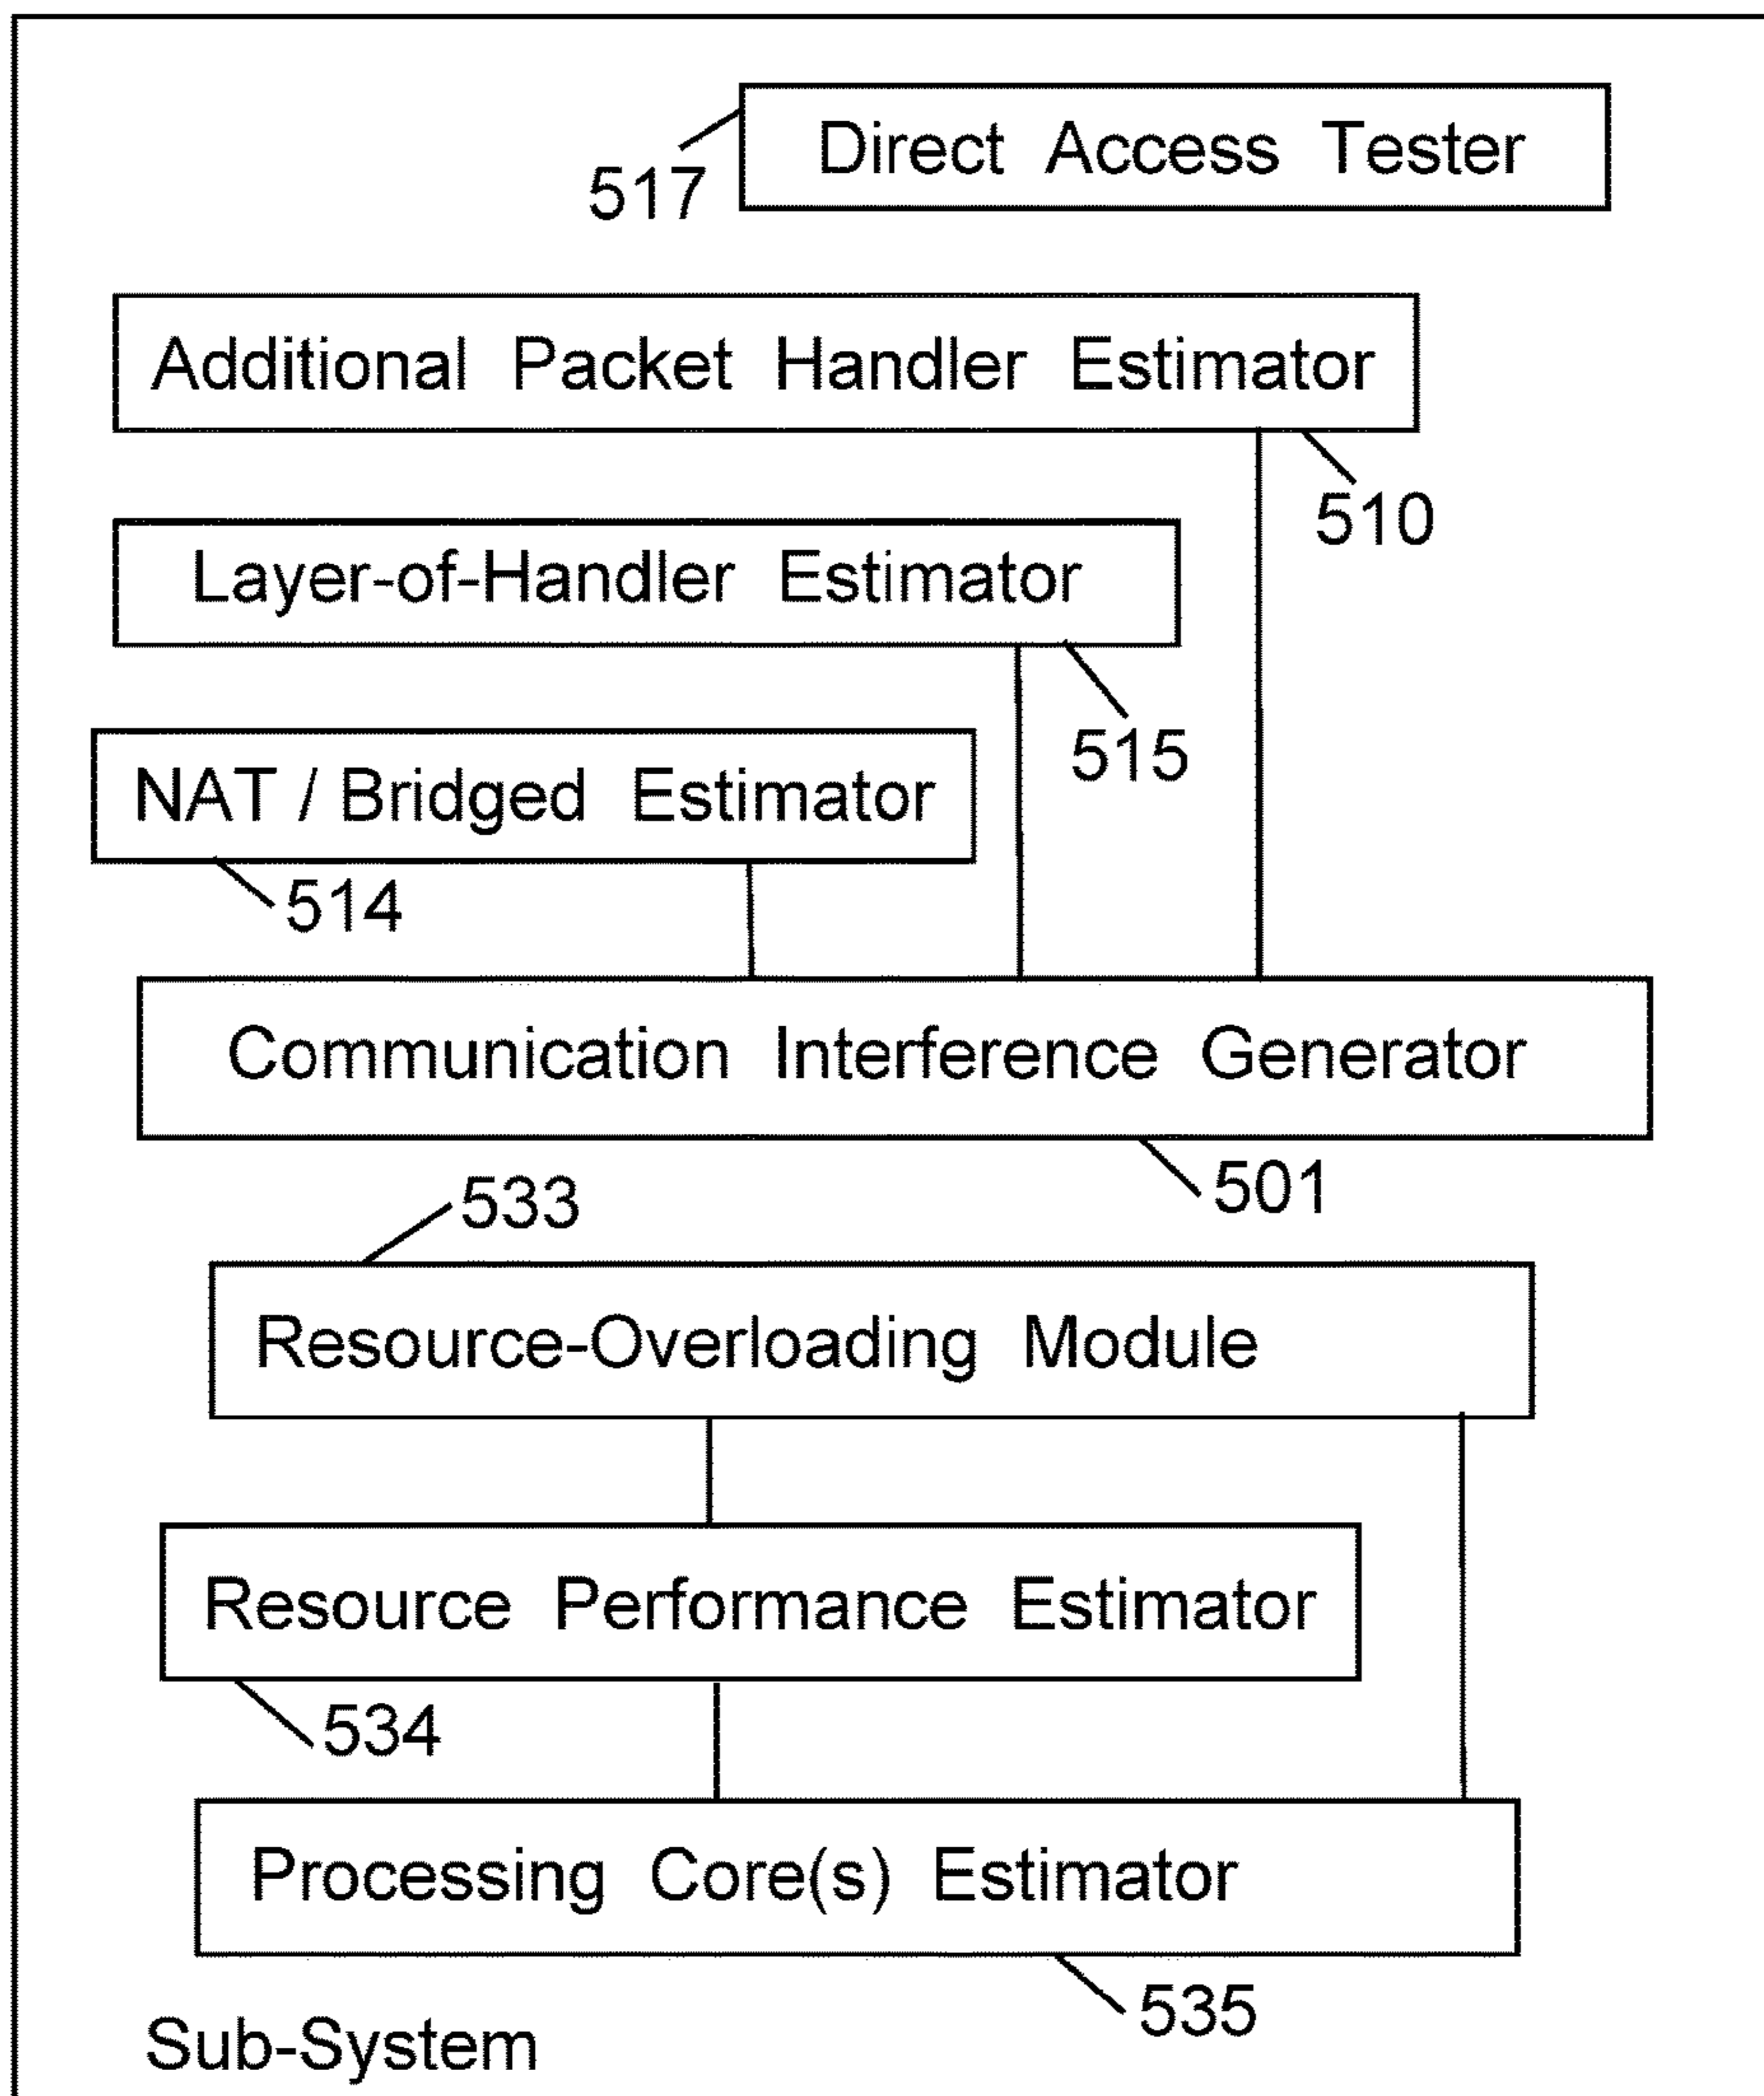 Direct Access Tester
517
Additional Packet Handler Estimator
510
Layer-of-Handler Estimator
515
NAT / Bridged Estimator
514
Communication Interference Generator
501
533
Resource-Overloading Module
Resource Performance Estimator
534
Processing Core(s) Estimator
535
Sub-System